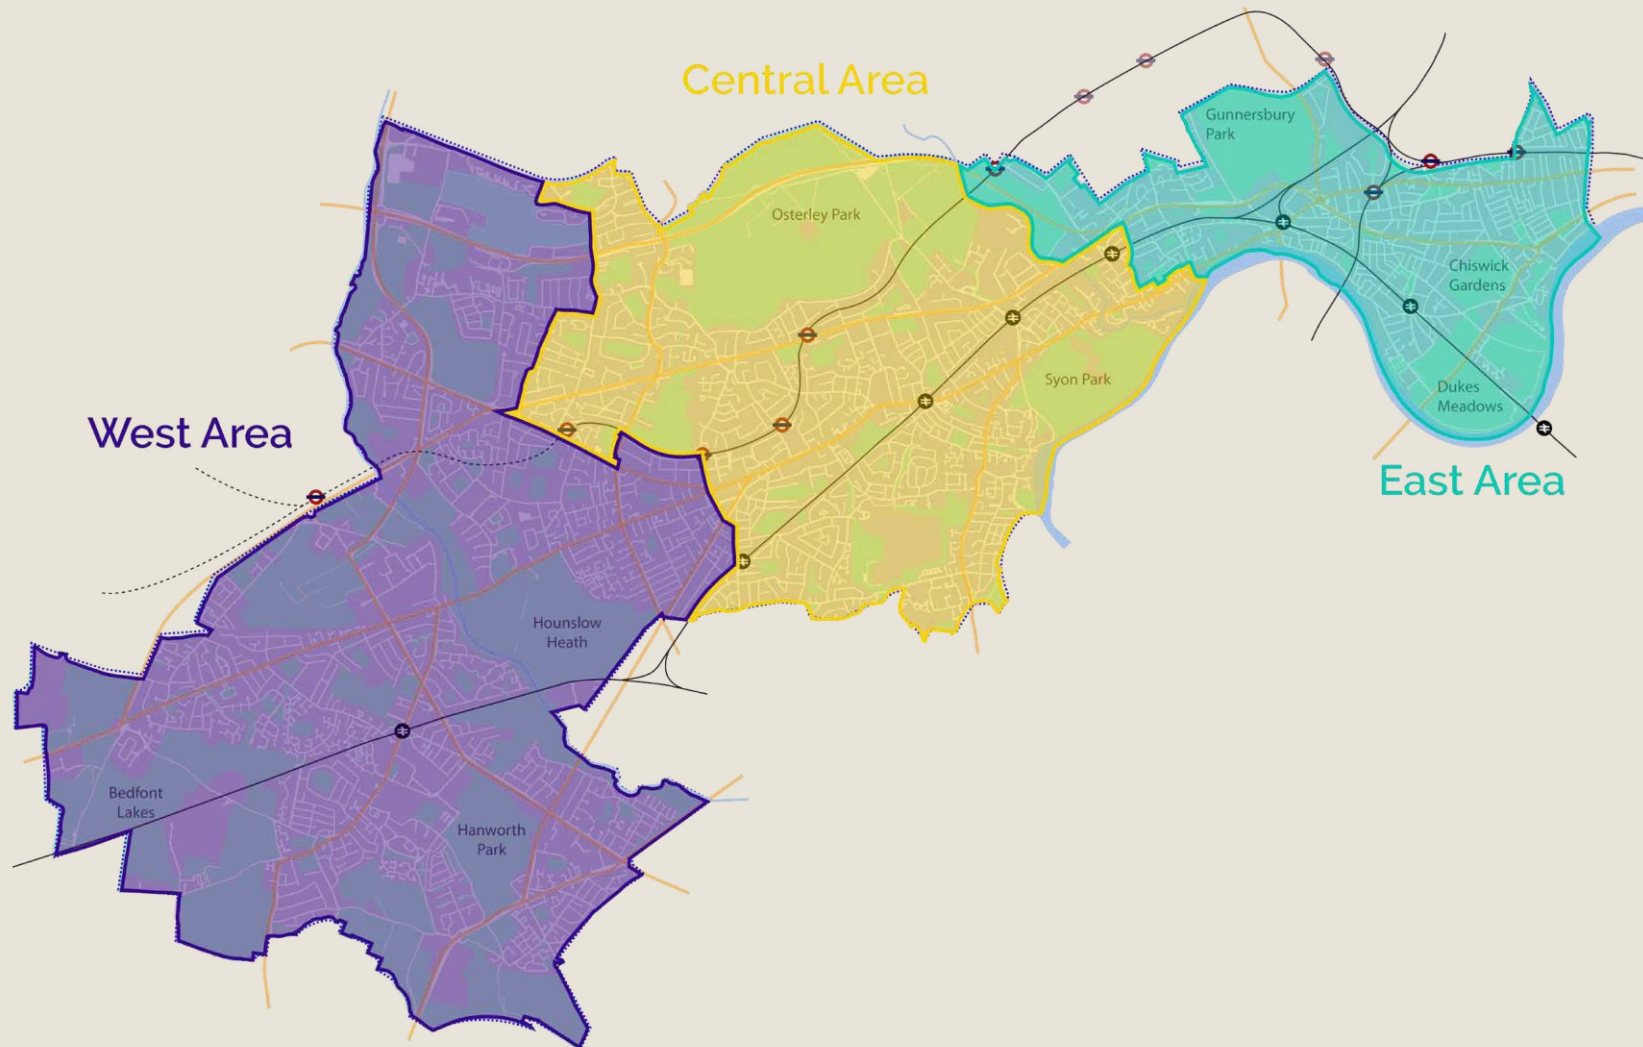 Central Area
Gunnersbury
Park
Osterley Park
Chiswick
Gardens
Syon Park
Dukes
Meadows
West Area
East Area
Hounslow
Heath
Bedfont
Lakes
Hanworth
Park